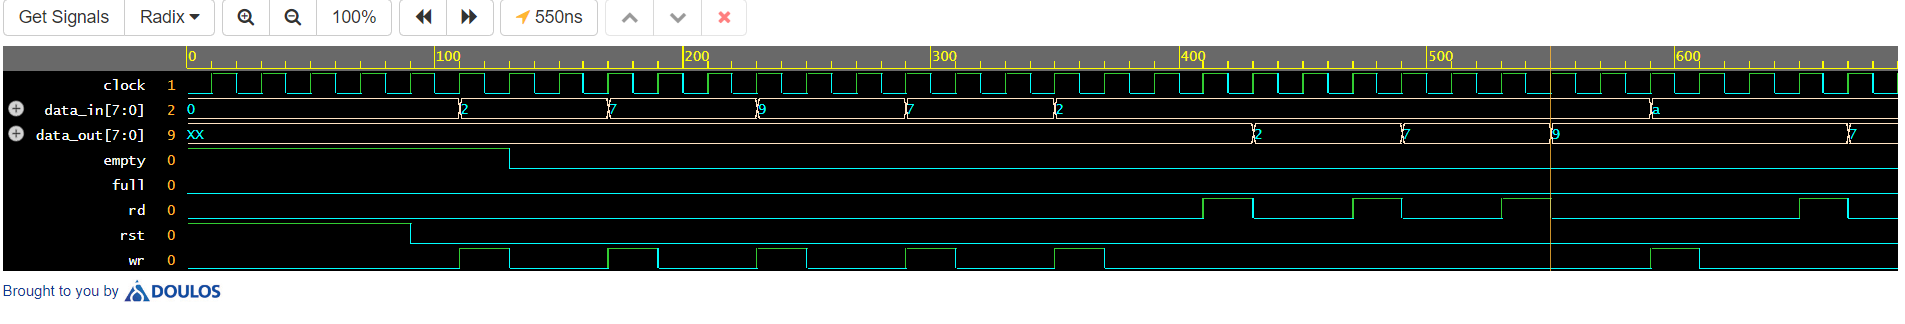 Get Signals Radix 100% 550ns
0 100 200 300 400 500 600
clock 1
data_in[7:0] 2 0 2 7 9 7 2 a
data_out[7:0] 9 XX 2 7 9 7
empty 0
full 0
rd 0
rst 0
wr 0
Brought to you by DOULOS